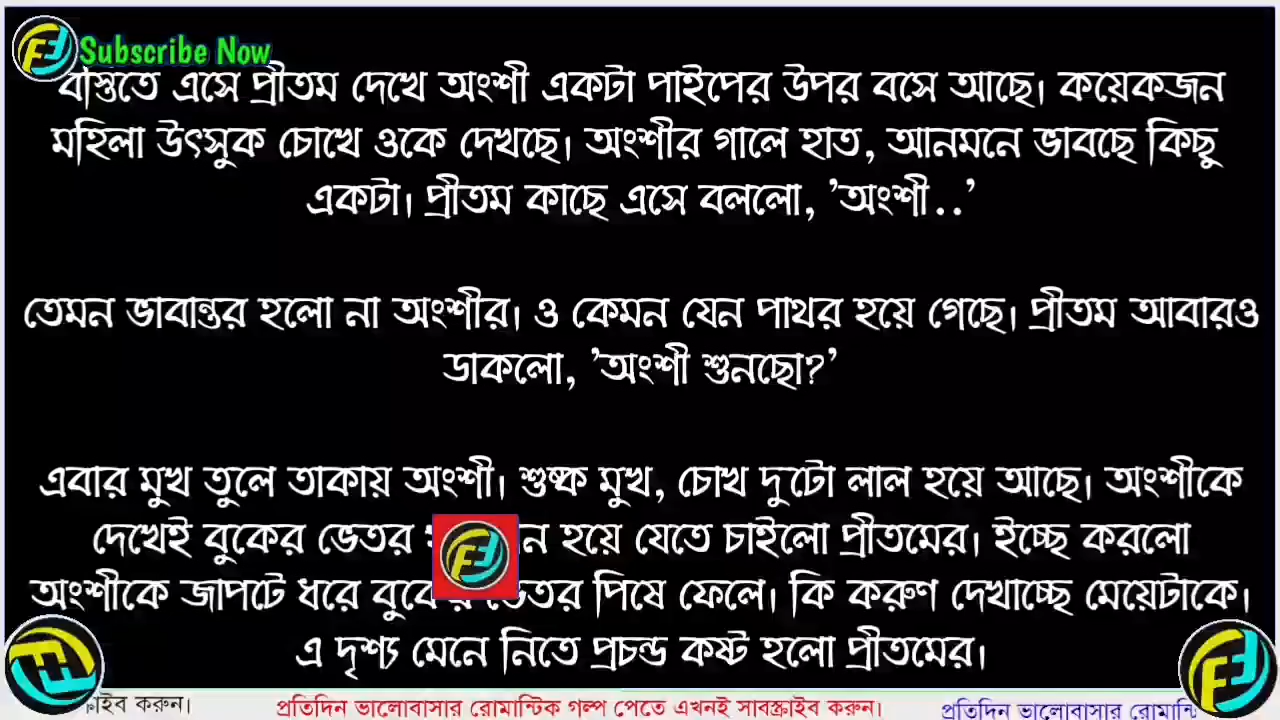 Subscribe Now
বস্তিতে এসে প্রীতম দেখে অংশী একটা পাইপের উপর বসে আছে। কয়েকজন
মহিলা উৎসুক চোখে ওকে দেখছে। অংশীর গালে হাত, আনমনে ভাবছে কিছু
একটা। প্রীতম কাছে এসে বললো, 'অংশী..'
তেমন ভাবান্তর হলো না অংশীর। ও কেমন যেন পাথর হয়ে গেছে। প্রীতম আবারও
ডাকলো, 'অংশী শুনছো?'
এবার মুখ তুলে তাকায় অংশী। শুষ্ক মুখ, চোখ দুটো লাল হয়ে আছে। অংশীকে
দেখেই বুকের ভেতর হয়ে যেতে চাইলো প্রীতমের। ইচ্ছে করলো
অংশীকে জাপটে ধরে বুকের ভেতর পিষে ফেলে। কি করুণ দেখাচ্ছে মেয়েটাকে।
এ দৃশ্য মেনে নিতে প্রচন্ড কষ্ট হলো প্রীতমের।
করুন। প্রতিদিন ভালোবাসার রোমান্টিক গল্প পেতে এখনই সাবস্ক্রাইব করুন। প্রতিদিন ভালোবাসার